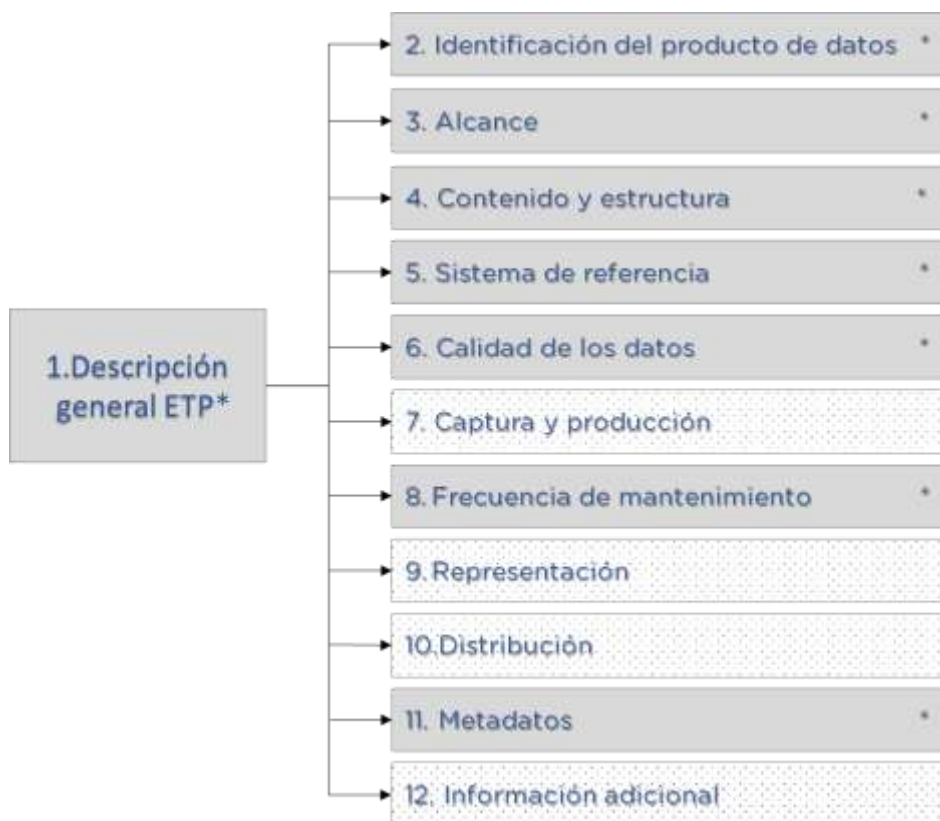 2. Identificación del producto de datos *
3. Alcance *
4. Contenido y estructura *
5. Sistema de referencia *
1.Descripción
general ETP*
6. Calidad de los datos *
7. Captura y producción
8. Frecuencia de mantenimiento *
9. Representación
10.Distribución
11. Metadatos *
12. Información adicional